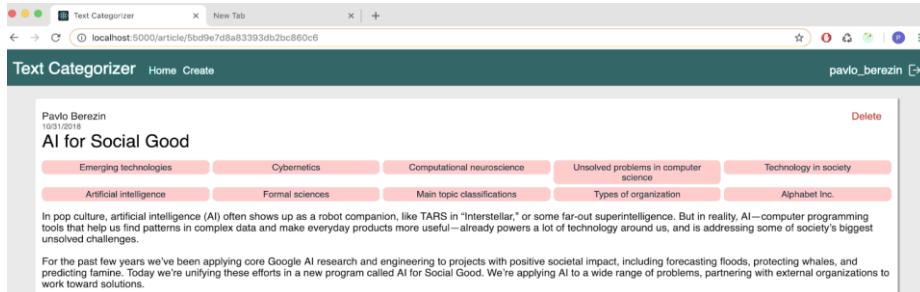 Text Categorizer
New Tab
localhost:5000/article/5bd9e7d8a83393db2bc860c6
P
Text Categorizer Home Create
pavlo_berezin
Pavlo Berezin
Delete
10/31/2018
AI for Social Good
Emerging technologies
Cybernetics
Computational neuroscience
Unsolved problems in computer
science
Technology in society
Artificial intelligence
Formal sciences
Main topic classifications
Types of organization
Alphabet Inc.
In pop culture, artificial intelligence (AI) often shows up as a robot companion, like TARS in “Interstellar,” or some far-out superintelligence. But in reality, AI—computer programming
tools that help us find patterns in complex data and make everyday products more useful—already powers a lot of technology around us, and is addressing some of society’s biggest
unsolved challenges.
For the past few years we’ve been applying core Google AI research and engineering to projects with positive societal impact, including forecasting floods, protecting whales, and
predicting famine. Today we’re unifying these efforts in a new program called AI for Social Good. We’re applying AI to a wide range of problems, partnering with external organizations to
work toward solutions.